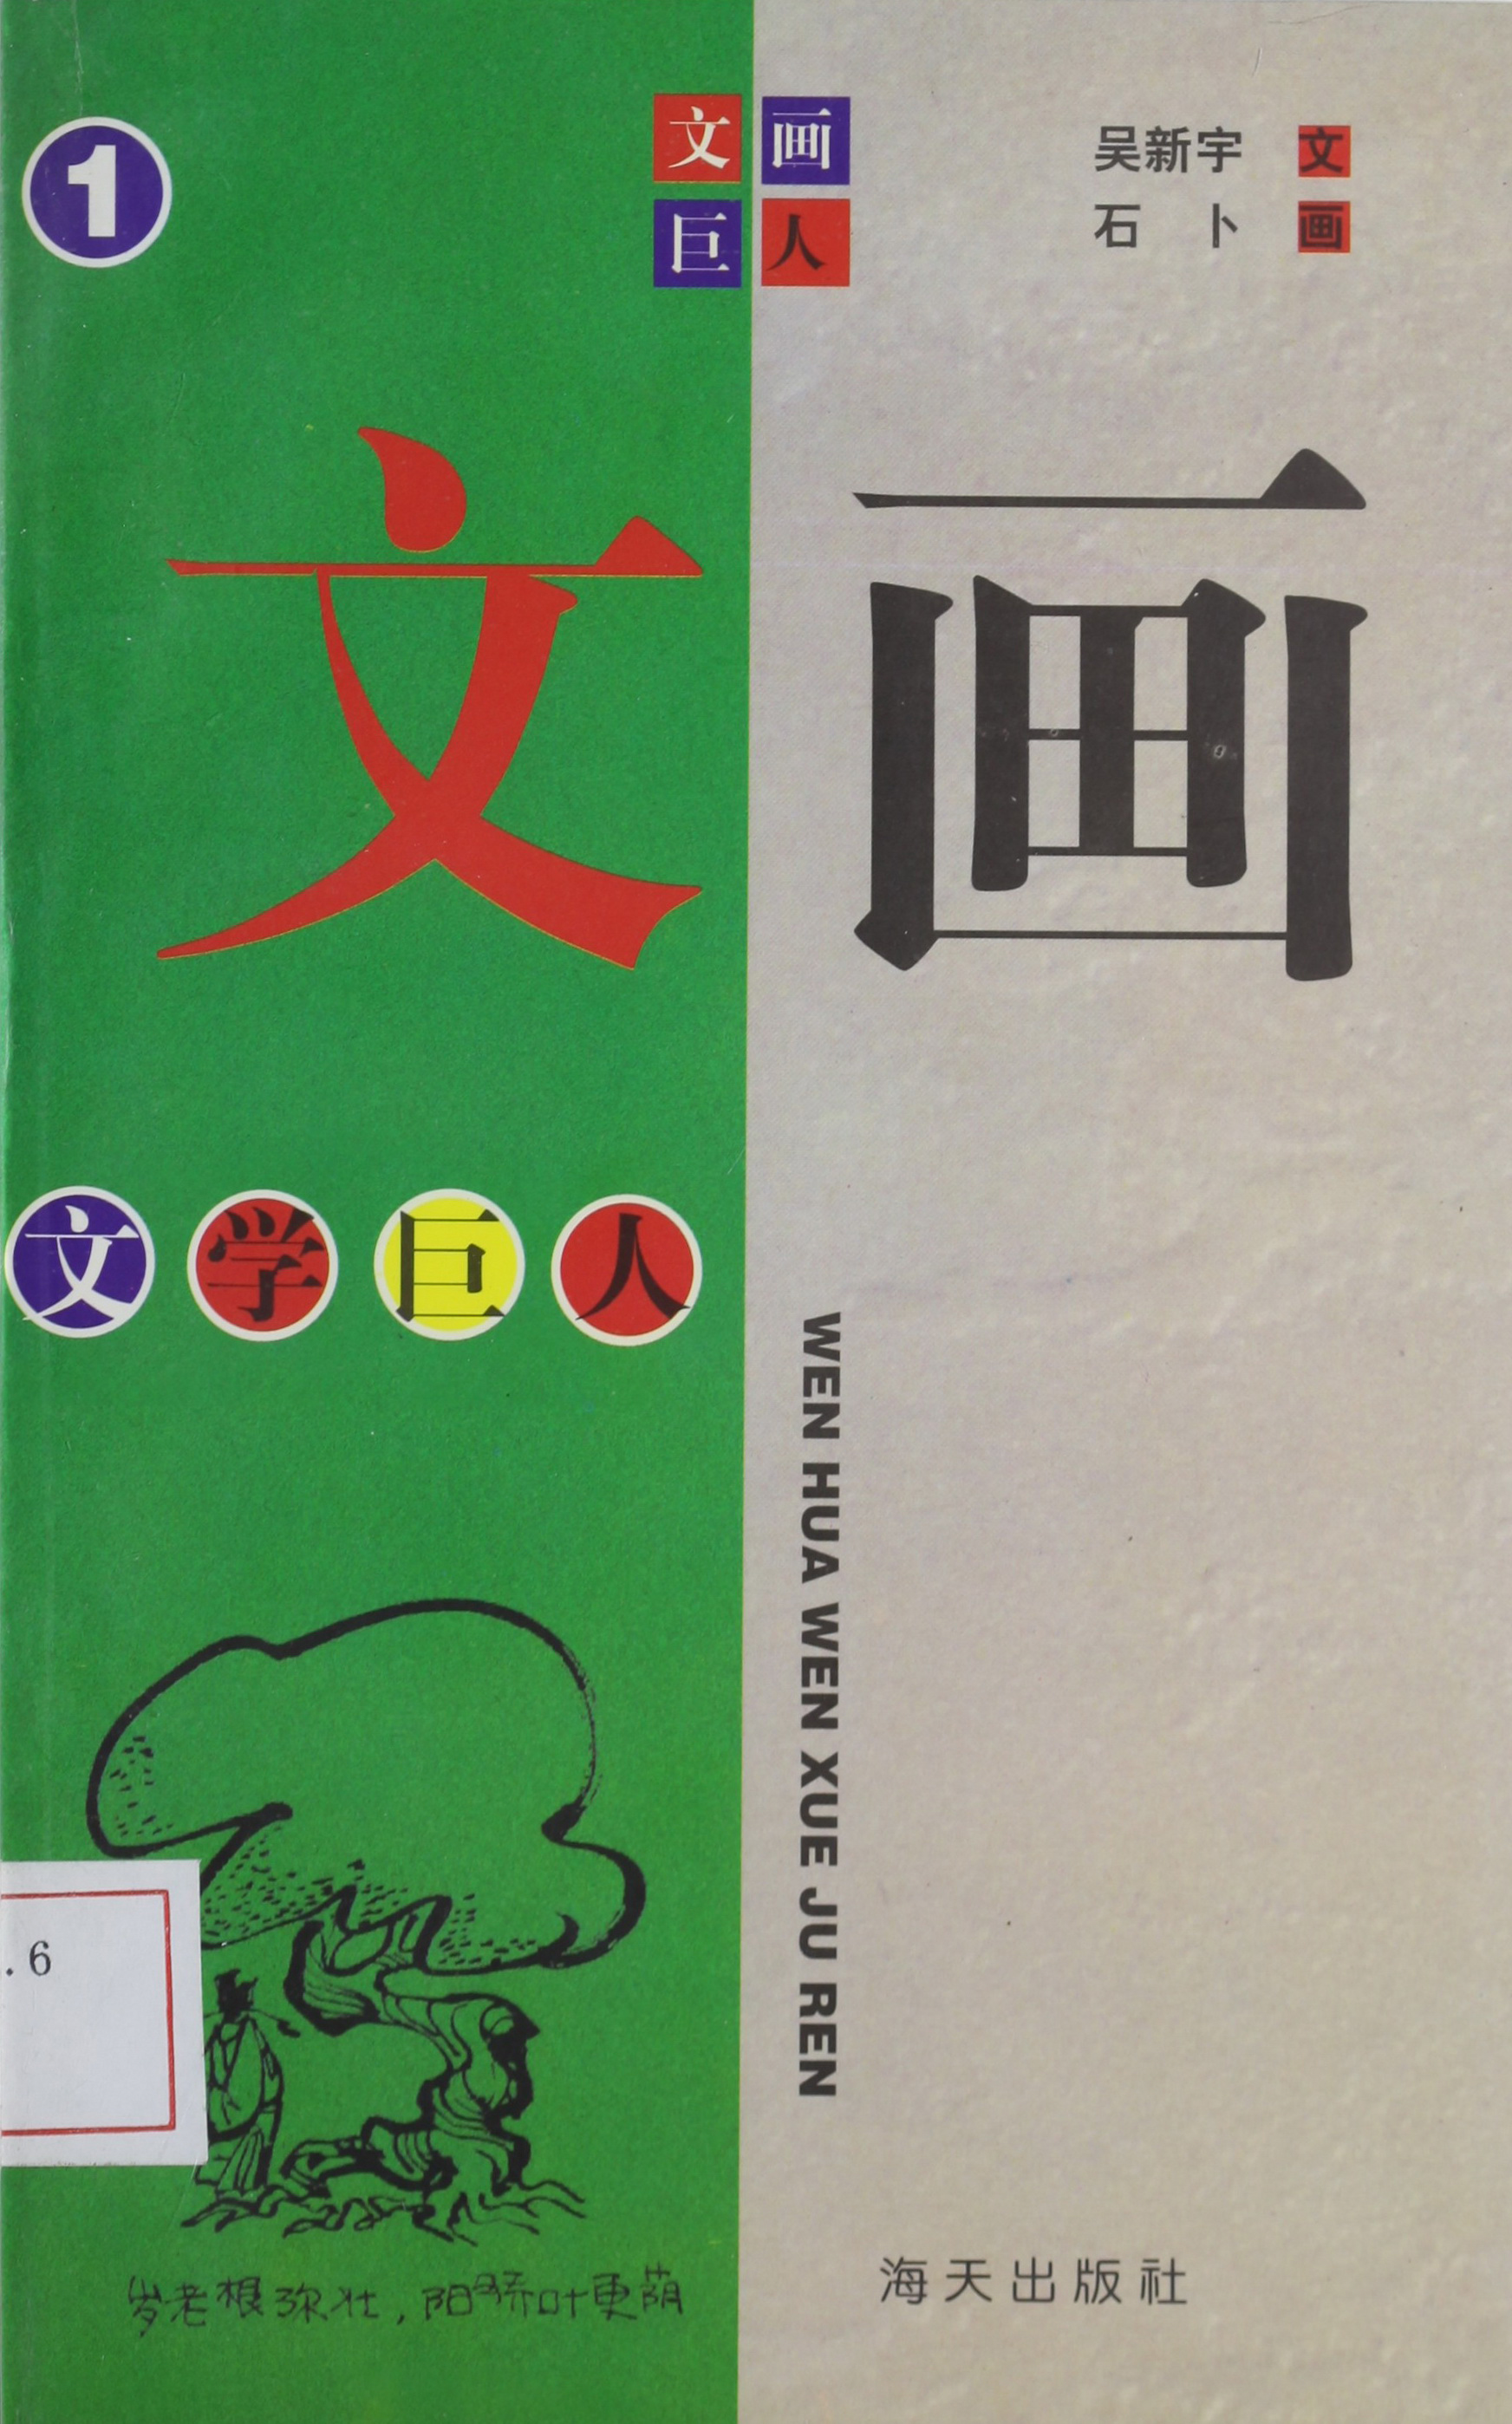 1
文画
巨人
吴新宇 文
石卜 画
文画
文学巨人
WEN HUA WEN XUE JU REN
.6
岁老根弥壮，阳骄叶更荫
海天出版社